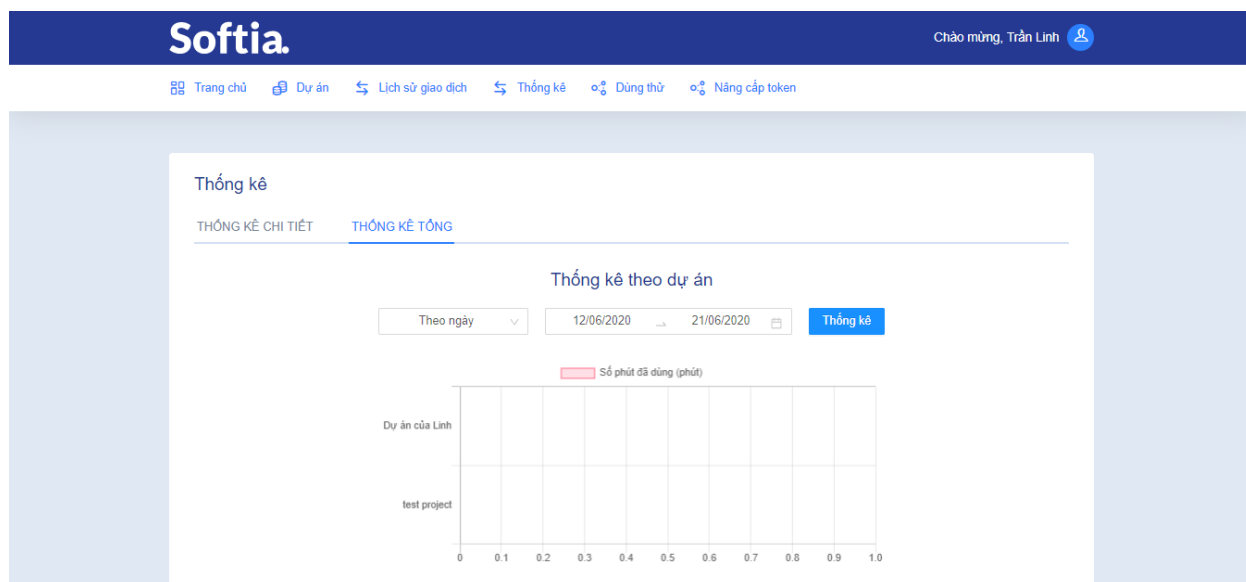 Softia.
Chào mừng, Trần Linh
Trang chủ Dự án Lịch sử giao dịch Thống kê Dùng thử Nâng cấp token
Thống kê
THỐNG KÊ CHI TIẾT THỐNG KÊ TỔNG
Thống kê theo dự án
Theo ngày 12/06/2020 21/06/2020 Thống kê
Số phút đã dùng (phút)
Dự án của Linh
test project
0 0.1 0.2 0.3 0.4 0.5 0.6 0.7 0.8 0.9 1.0